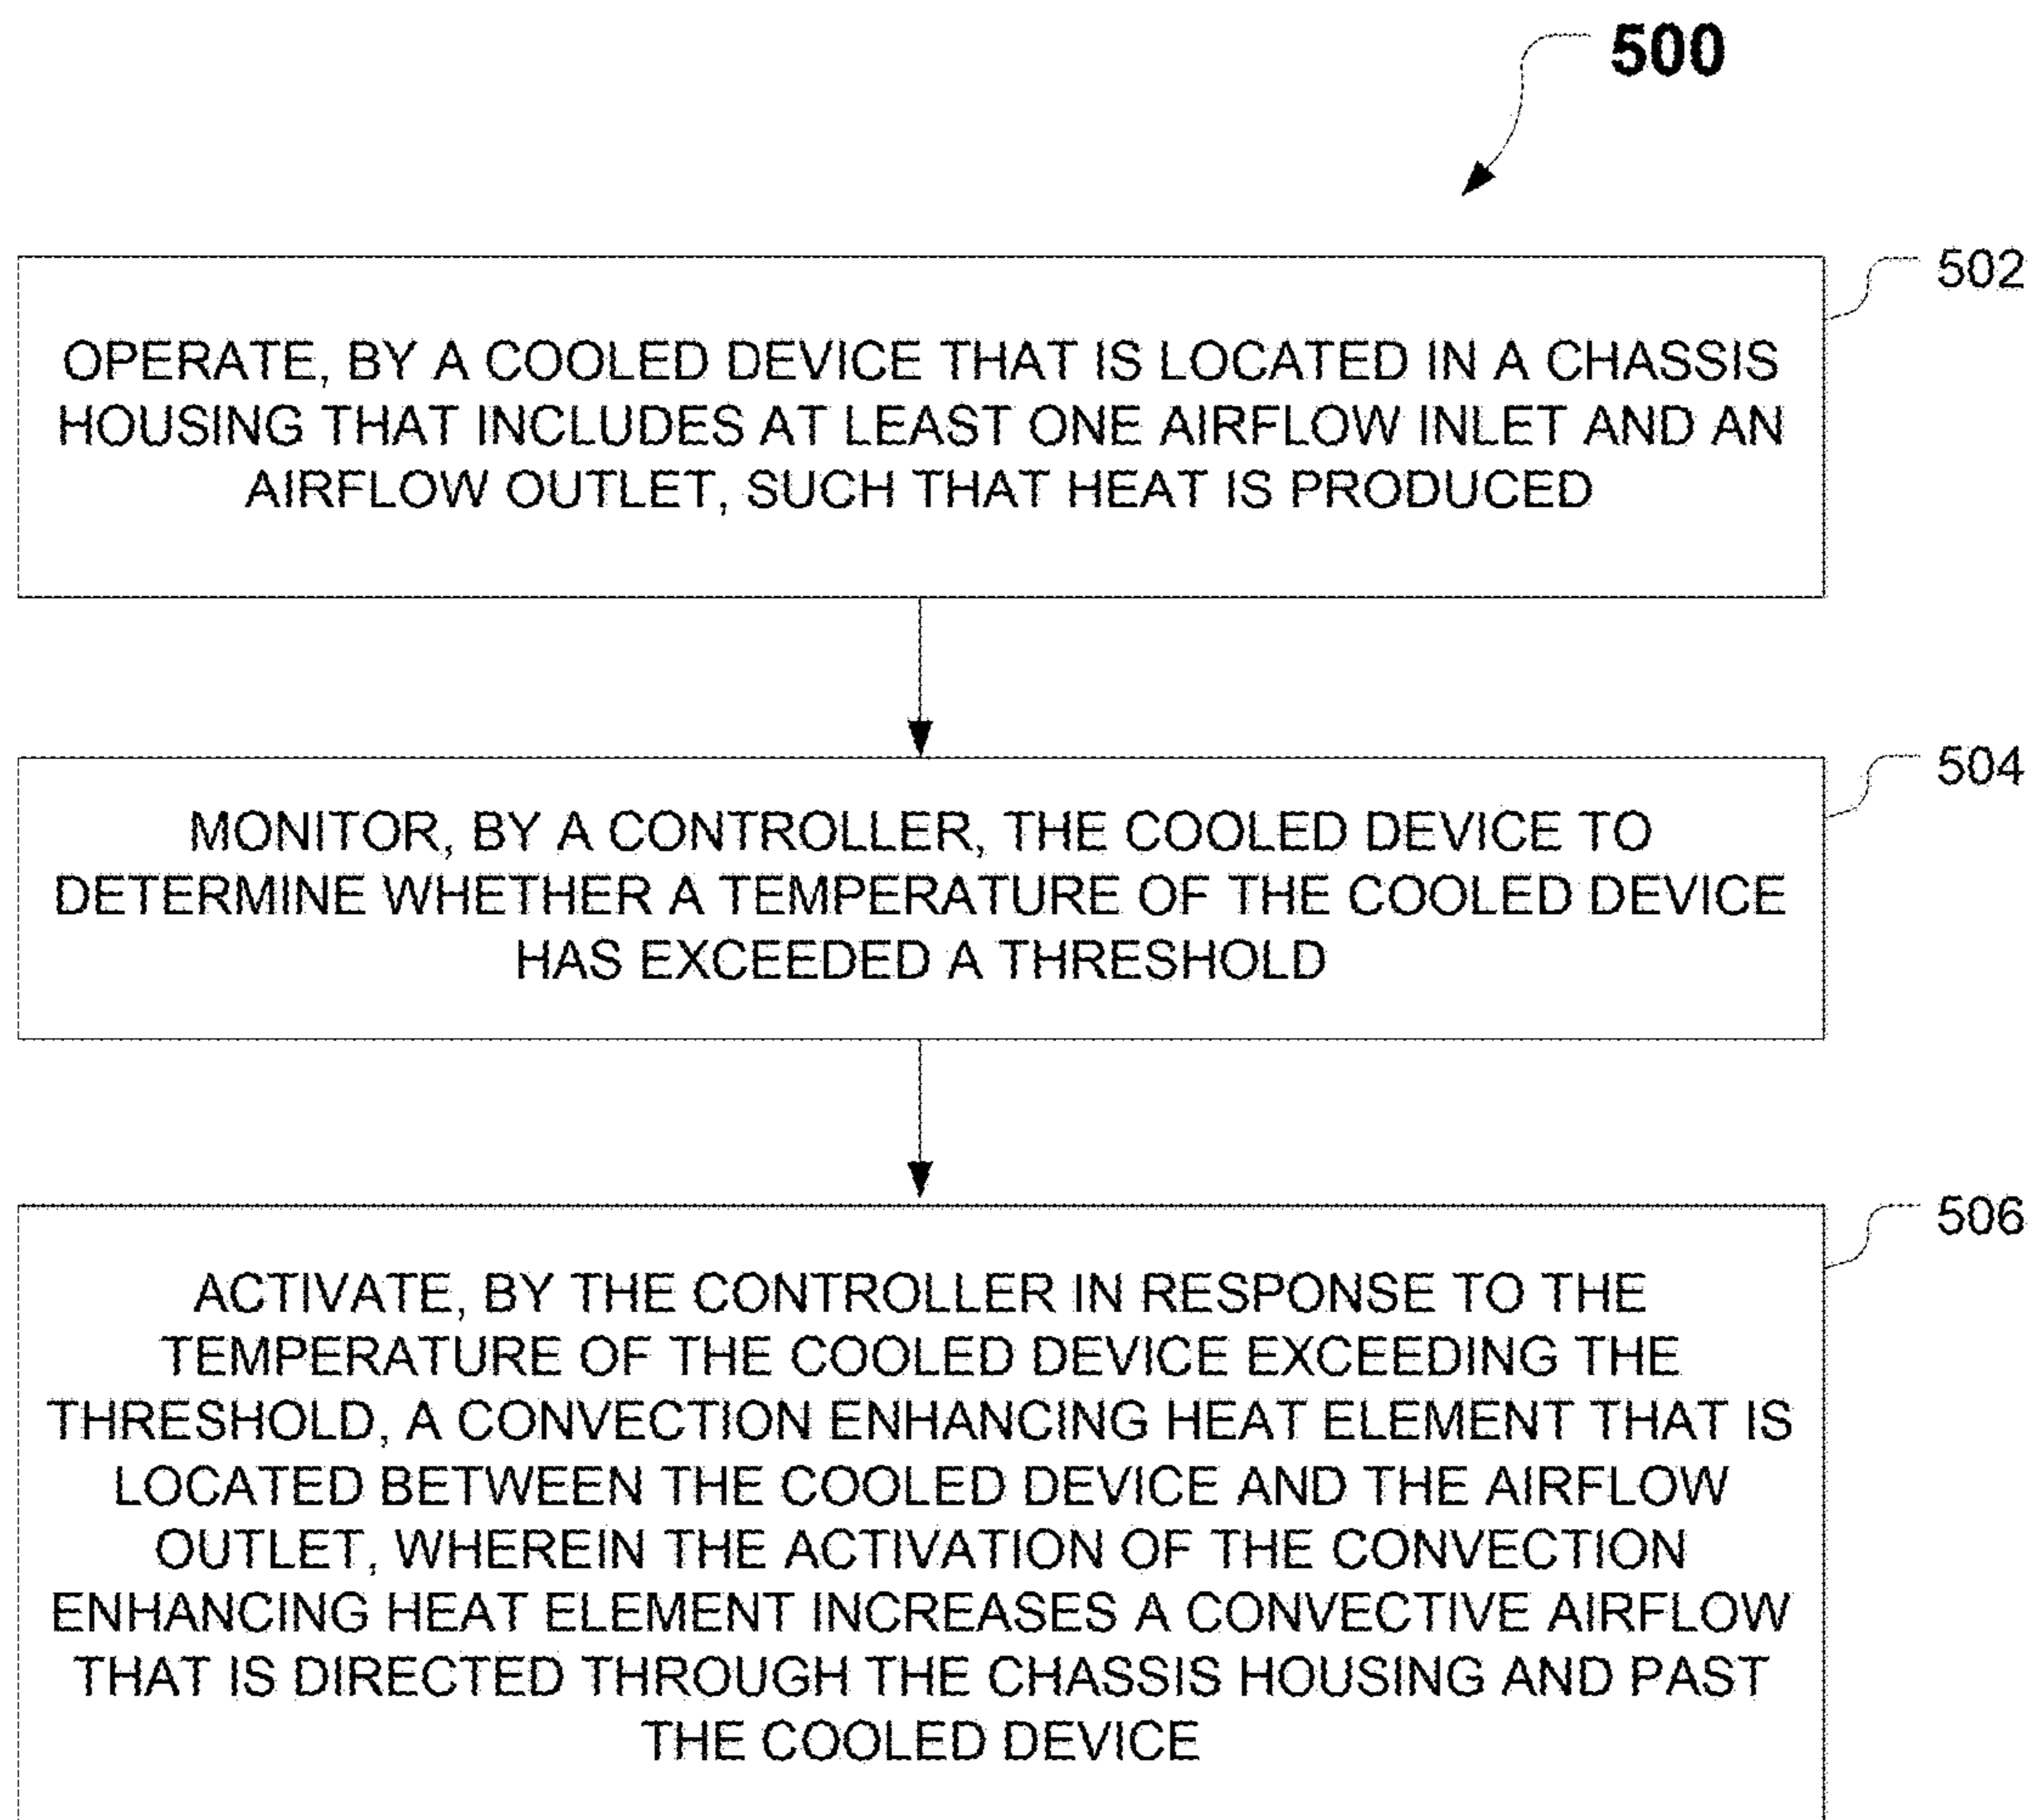 500
502
OPERATE, BY A COOLED DEVICE THAT IS LOCATED IN A CHASSIS
HOUSING THAT INCLUDES AT LEAST ONE AIRFLOW INLET AND AN
AIRFLOW OUTLET, SUCH THAT HEAT IS PRODUCED
504
MONITOR, BY A CONTROLLER, THE COOLED DEVICE TO
DETERMINE WHETHER A TEMPERATURE OF THE COOLED DEVICE
HAS EXCEEDED A THRESHOLD
506
ACTIVATE, BY THE CONTROLLER IN RESPONSE TO THE
TEMPERATURE OF THE COOLED DEVICE EXCEEDING THE
THRESHOLD, A CONVECTION ENHANCING HEAT ELEMENT THAT IS
LOCATED BETWEEN THE COOLED DEVICE AND THE AIRFLOW
OUTLET, WHEREIN THE ACTIVATION OF THE CONVECTION
ENHANCING HEAT ELEMENT INCREASES A CONVECTIVE AIRFLOW
THAT IS DIRECTED THROUGH THE CHASSIS HOUSING AND PAST
THE COOLED DEVICE